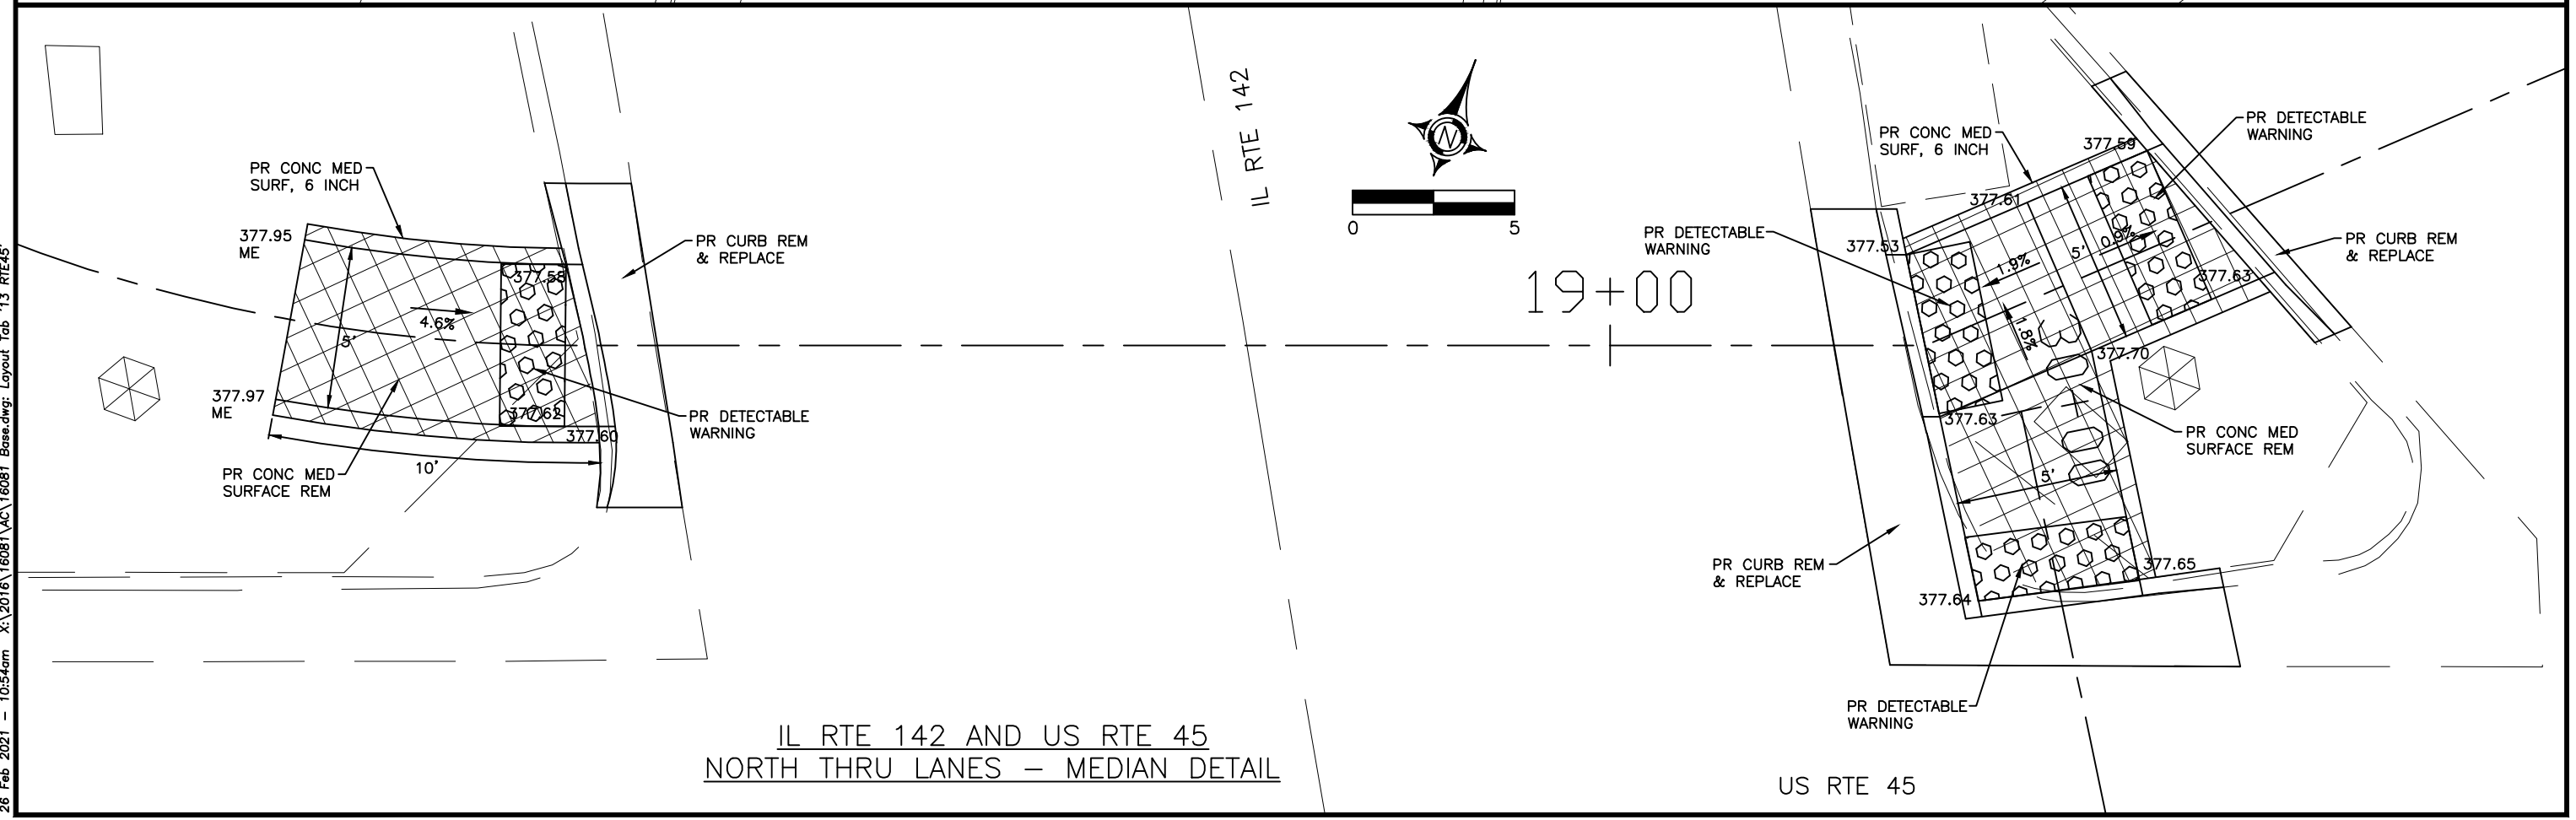 PR CONC MED
SURF, 6 INCH
377.95
ME
377.58
4.6%
5'
377.97
ME
377.62
377.60
10'
PR CONC MED
SURFACE REM
PR CURB REM
& REPLACE
PR DETECTABLE
WARNING
IL RTE 142
N
0
5
19+00
PR CONC MED
SURF, 6 INCH
377.59
PR DETECTABLE
WARNING
377.61
PR DETECTABLE
WARNING
377.53
1.9%
5'
0.9%
377.63
PR CURB REM
& REPLACE
1.8%
377.70
377.63
PR CONC MED
SURFACE REM
5'
PR CURB REM
& REPLACE
377.65
377.64
PR DETECTABLE
WARNING
IL RTE 142 AND US RTE 45
NORTH THRU LANES – MEDIAN DETAIL
US RTE 45
26 Feb 2021 – 10:54am X:\2016\16081\AC\16081 Base.dwg: Layout Tab '13 RTE45'